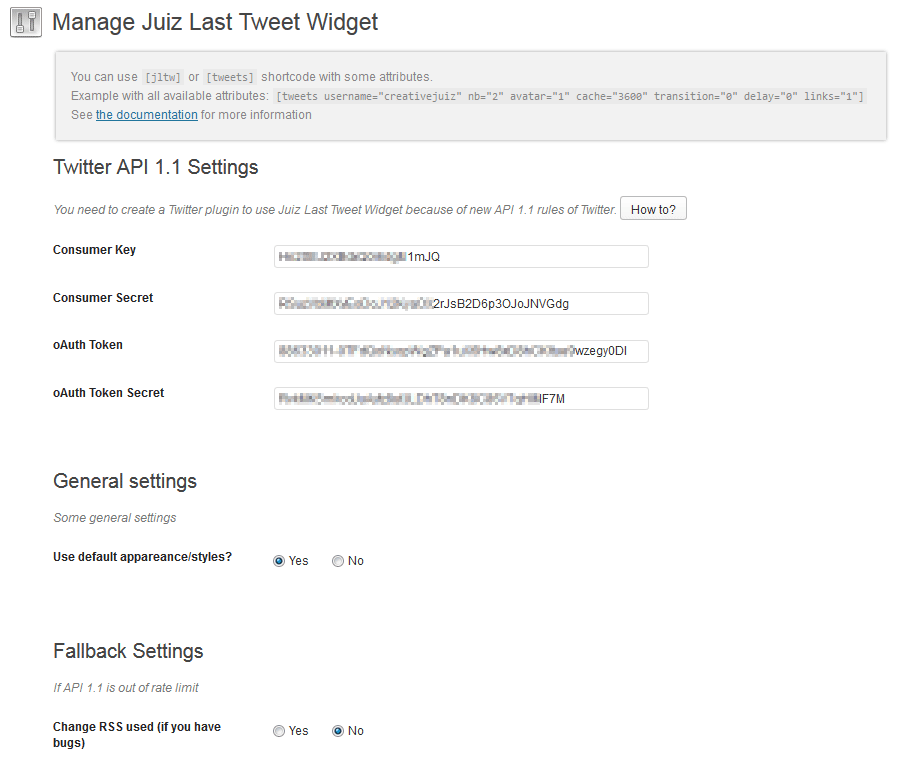 Manage Juiz Last Tweet Widget
You can use [jltw] or [tweets] shortcode with some attributes.
Example with all available attributes: [tweets username="creativejuiz" nb="2" avatar="1" cache="3600" transition="0" delay="0" links="1"]
See the documentation for more information
Twitter API 1.1 Settings
You need to create a Twitter plugin to use Juiz Last Tweet Widget because of new API 1.1 rules of Twitter. How to?
Consumer Key
1mJQ
Consumer Secret
2rJsB2D6p3OJoJNVGdg
oAuth Token
wzegy0DI
oAuth Token Secret
IF7M
General settings
Some general settings
Use default appareance/styles? Yes No
Fallback Settings
If API 1.1 is out of rate limit
Change RSS used (if you have Yes No
bugs)